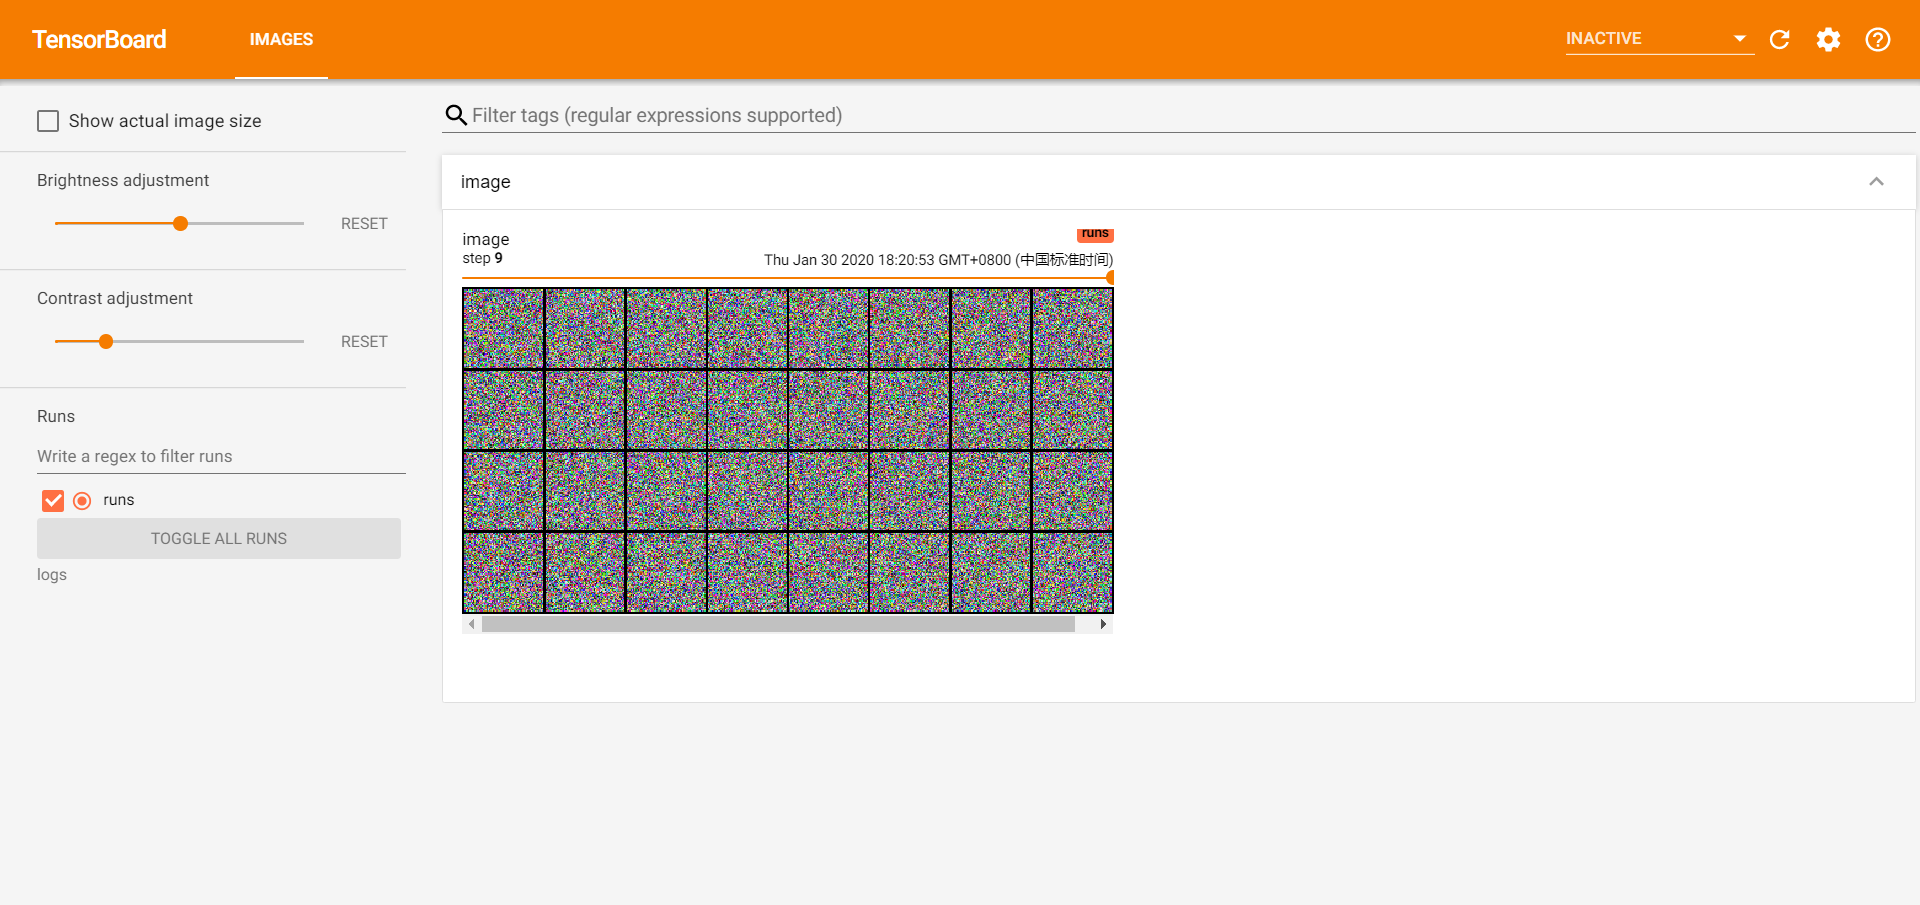 TensorBoard
IMAGES
INACTIVE
Show actual image size
Filter tags (regular expressions supported)
Brightness adjustment
RESET
Contrast adjustment
RESET
Runs
Write a regex to filter runs
runs
TOGGLE ALL RUNS
logs
image
image
runs
step 9
Thu Jan 30 2020 18:20:53 GMT+0800 (中国标准时间)